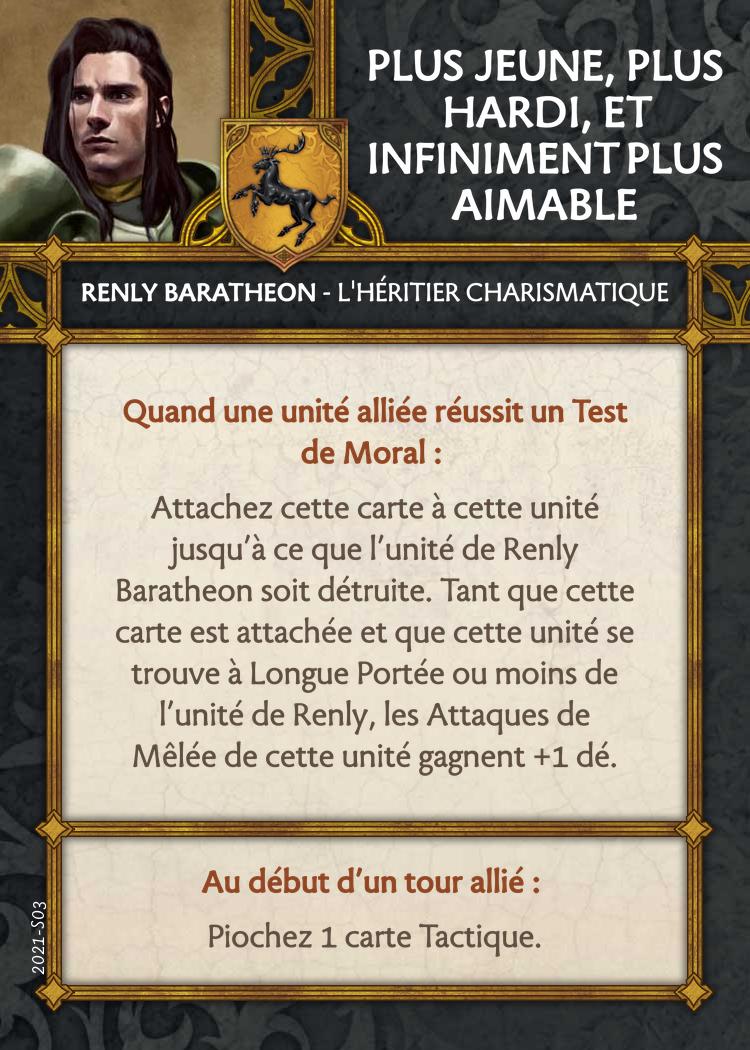 PLUS JEUNE, PLUS
HARDI, ET
INFINIMENT PLUS
AIMABLE
RENLY BARATHEON - L'HÉRITIER CHARISMATIQUE
Quand une unité alliée réussit un Test
de Moral :
Attachez cette carte à cette unité
jusqu’à ce que l’unité de Renly
Baratheon soit détruite. Tant que cette
carte est attachée et que cette unité se
trouve à Longue Portée ou moins de
l’unité de Renly, les Attaques de
Mêlée de cette unité gagnent +1 dé.
Au début d’un tour allié :
Piochez 1 carte Tactique.
2021-S03